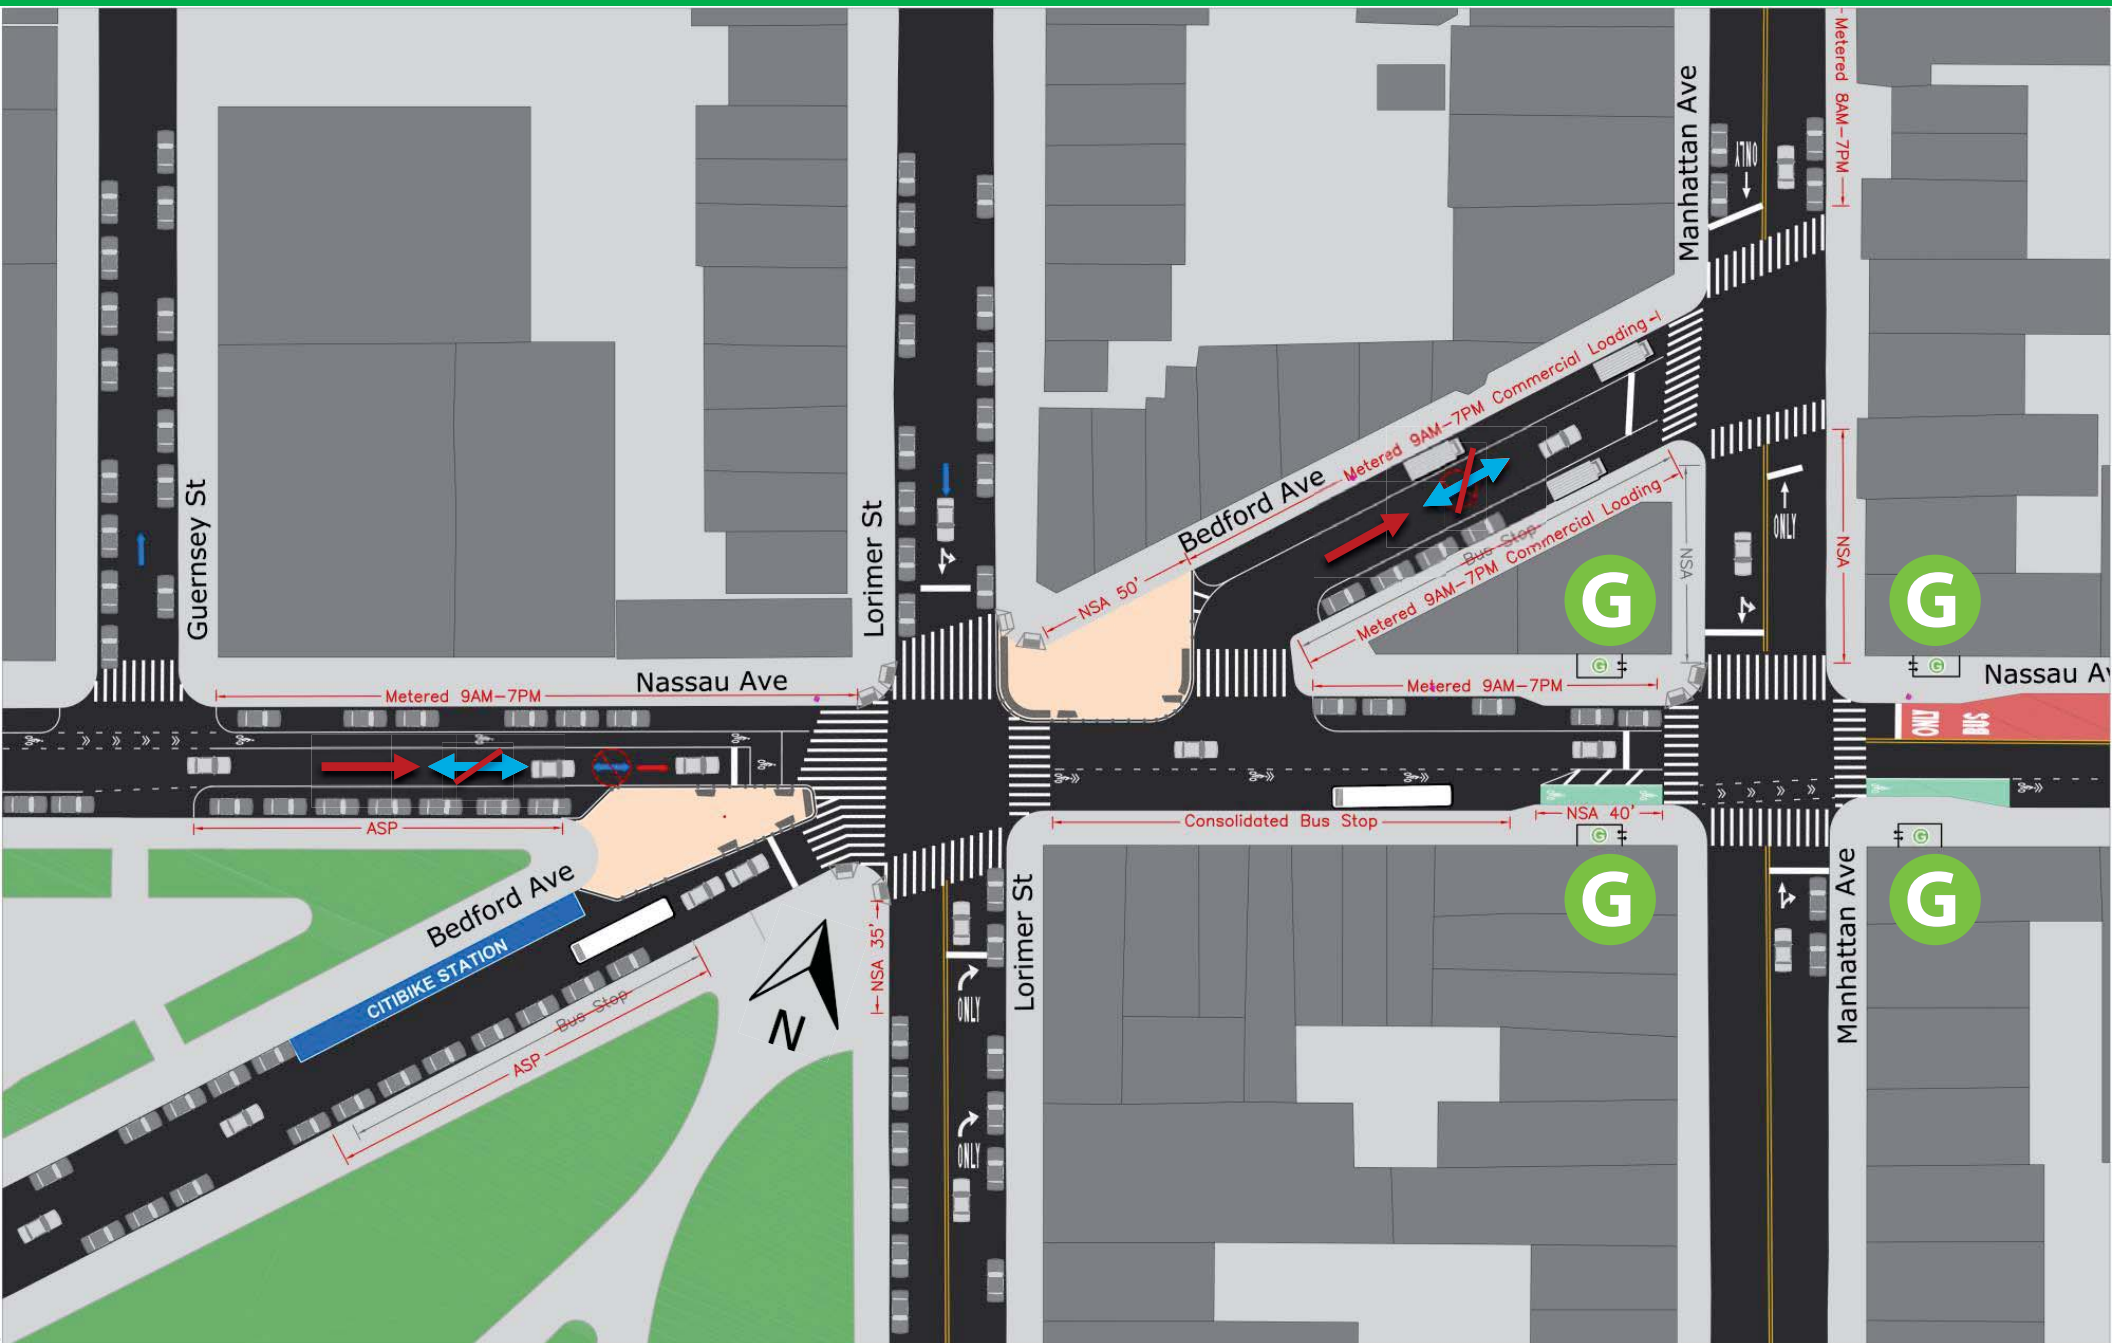 Metered 8AM-7PM
Manhattan Ave
ONLY
Metered 9AM-7PM Commercial Loading
Bedford Ave
NSA 50'
Bus Stop
Metered 9AM-7PM Commercial Loading
ONLY
NSA
NSA
Guernsey St
Lorimer St
G
G
G
G
Nassau Ave
Metered 9AM-7PM
Metered 9AM-7PM
Nassau Av
ONLY
BUS
ASP
Consolidated Bus Stop
NSA 40'
G
G
Bedford Ave
CITIBIKE STATION
Bus Stop
ASP
N
NSA 35'
ONLY
ONLY
Lorimer St
G
G
Manhattan Ave